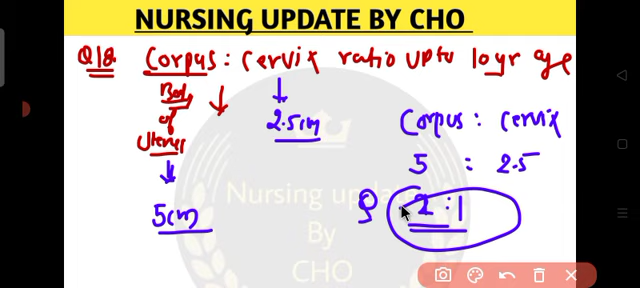 NURSING UPDATE BY CHO
Q18 Corpus : cervix ratio upto 10yr age
Body of Uterus
2.5cm
5cm
Corpus : cervix
5 : 2.5
2 : 1
Nursing update
By
CHO